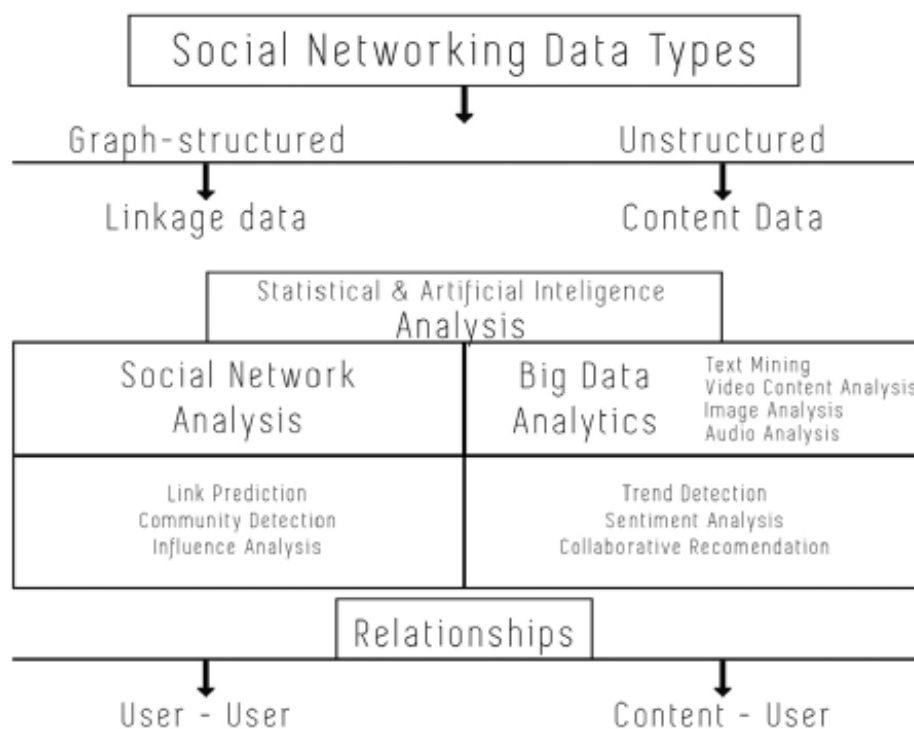 Social Networking Data Types
Graph-structured
Unstructured
Linkage data
Content Data
Statistical & Artificial Inteligence
Analysis
Social Network
Analysis
Big Data
Analytics
Text Mining
Video Content Analysis
Image Analysis
Audio Analysis
Link Prediction
Community Detection
Influence Analysis
Trend Detection
Sentiment Analysis
Collaborative Recomendation
Relationships
User - User
Content - User